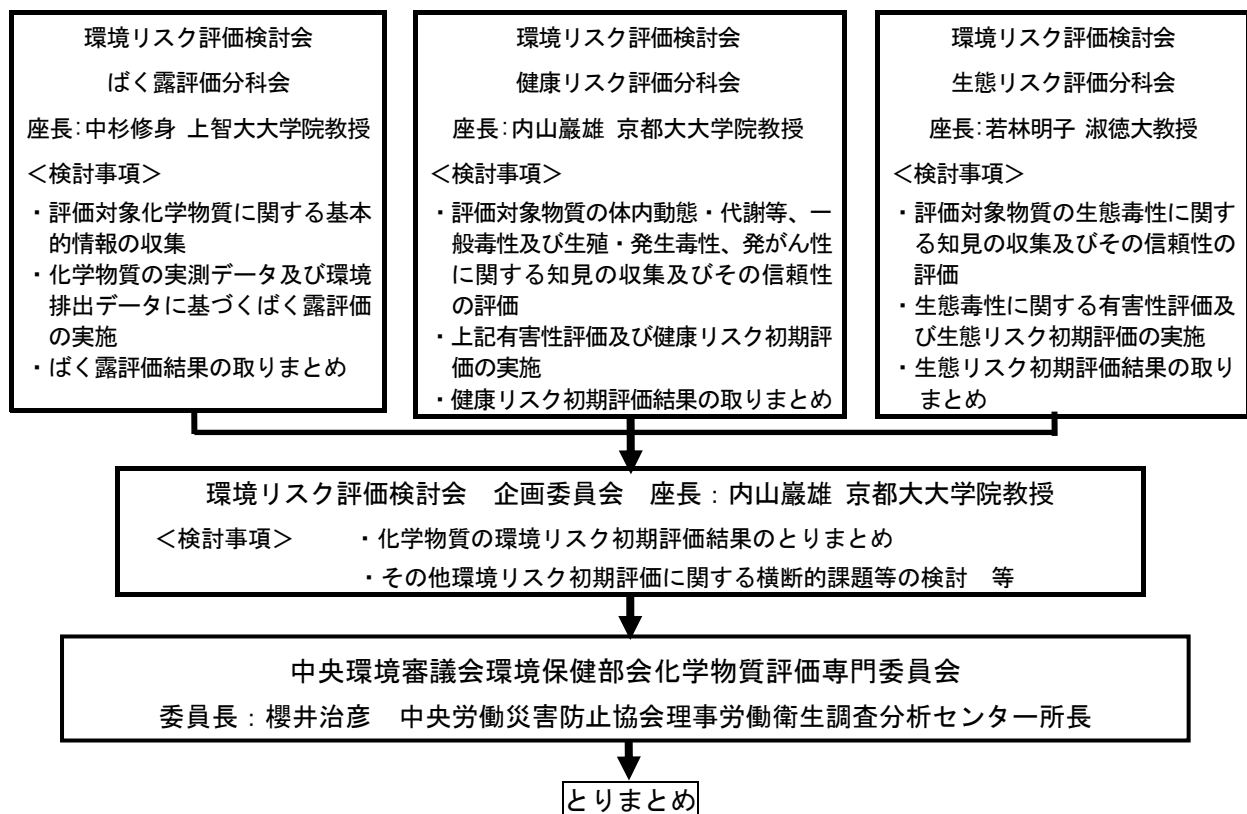 環境リスク評価検討会
ばく露評価分科会
座長：中杉修身 上智大大学院教授
＜検討事項＞
・評価対象化学物質に関する基本
的情報の収集
・化学物質の実測データ及び環境
排出データに基づくばく露評価
の実施
・ばく露評価結果の取りまとめ
環境リスク評価検討会
健康リスク評価分科会
座長：内山巖雄 京都大大学院教授
＜検討事項＞
・評価対象物質の体内動態・代謝等、一
般毒性及び生殖・発生毒性、発がん性
に関する知見の収集及びその信頼性
の評価
・上記有害性評価及び健康リスク初期評
価の実施
・健康リスク初期評価結果の取りまとめ
環境リスク評価検討会
生態リスク評価分科会
座長：若林明子 淑徳大教授
＜検討事項＞
・評価対象物質の生態毒性に関す
る知見の収集及びその信頼性の
評価
・生態毒性に関する有害性評価及
び生態リスク初期評価の実施
・生態リスク初期評価結果の取り
まとめ
環境リスク評価検討会　企画委員会　座長：内山巖雄 京都大大学院教授
＜検討事項＞　・化学物質の環境リスク初期評価結果のとりまとめ
・その他環境リスク初期評価に関する横断的課題等の検討　等
中央環境審議会環境保健部会化学物質評価専門委員会
委員長：櫻井治彦　中央労働災害防止協会理事労働衛生調査分析センター所長
とりまとめ